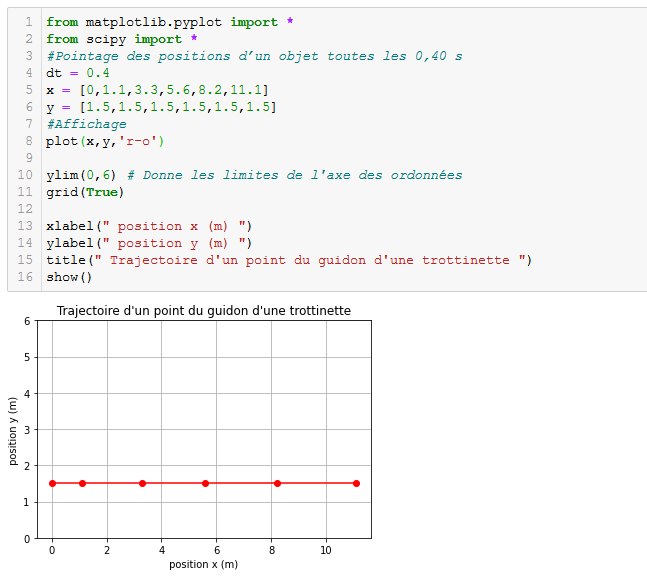 1 from matplotlib.pyplot import *
2 from scipy import *
3 #Pointage des positions d’un objet toutes les 0,40 s
4 dt = 0.4
5 x = [0,1.1,3.3,5.6,8.2,11.1]
6 y = [1.5,1.5,1.5,1.5,1.5,1.5]
7 #Affichage
8 plot(x,y,'r-o')
9
10 ylim(0,6) # Donne les limites de l'axe des ordonnées
11 grid(True)
12
13 xlabel(" position x (m) ")
14 ylabel(" position y (m) ")
15 title(" Trajectoire d'un point du guidon d'une trottinette ")
16 show()
Trajectoire d'un point du guidon d'une trottinette
6
5
4
3
2
1
0
position y (m)
0 2 4 6 8 10
position x (m)